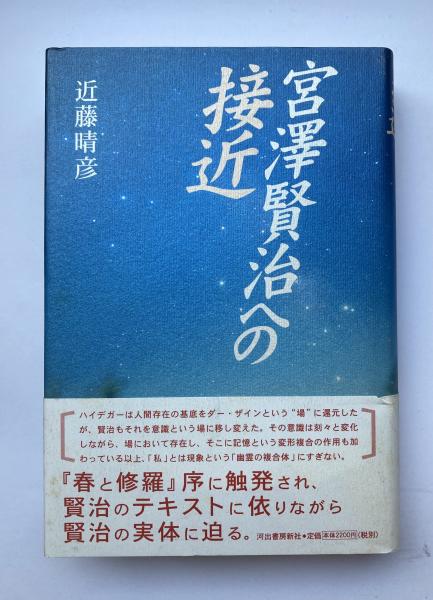 宮澤賢治への
接近
近藤晴彦
ハイデガーは人間存在の基底をダー・ザインという“場”に還元した
が、賢治もそれを意識という場に移し変えた。その意識は刻々と変化
しながら、場において存在し、そこに記憶という変形複合の作用も加
わっている以上、「私」とは現象という「幽霊の複合体」にすぎない。
『春と修羅』序に触発され、
賢治のテキストに依りながら
賢治の実体に迫る。
河出書房新社●定価本体2200円(税別)